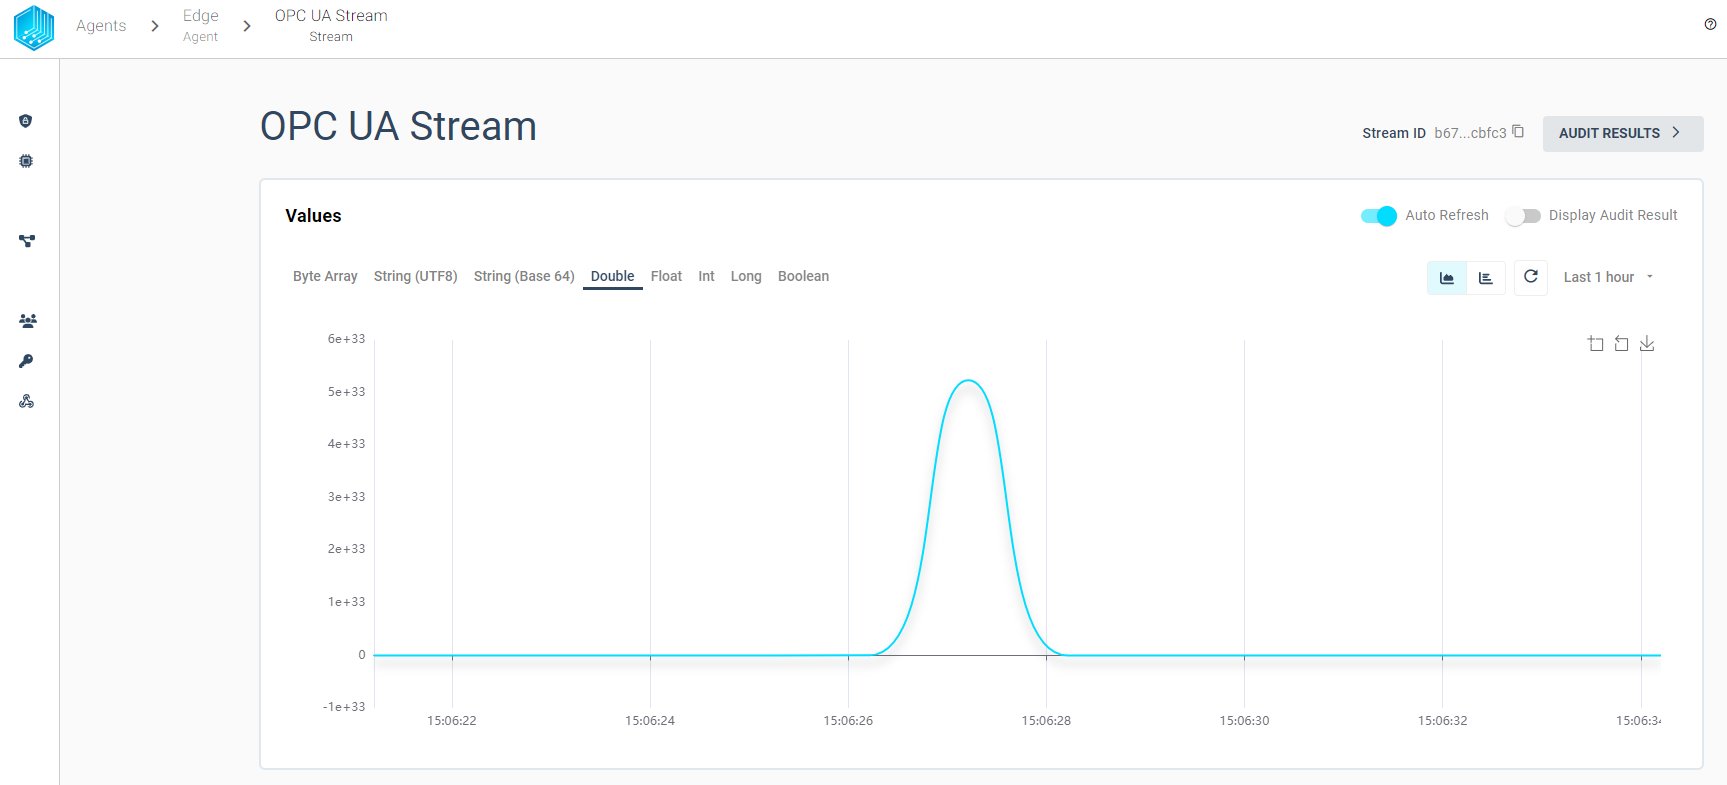 Agents
Edge
Agent
OPC UA Stream
Stream
OPC UA Stream
Stream ID b67...cbfc3
AUDIT RESULTS
Values
Auto Refresh
Display Audit Result
Byte Array String (UTF8) String (Base 64) Double Float Int Long Boolean
Last 1 hour
6e+33
5e+33
4e+33
3e+33
2e+33
1e+33
0
-1e+33
15:06:22 15:06:24 15:06:26 15:06:28 15:06:30 15:06:32 15:06:34